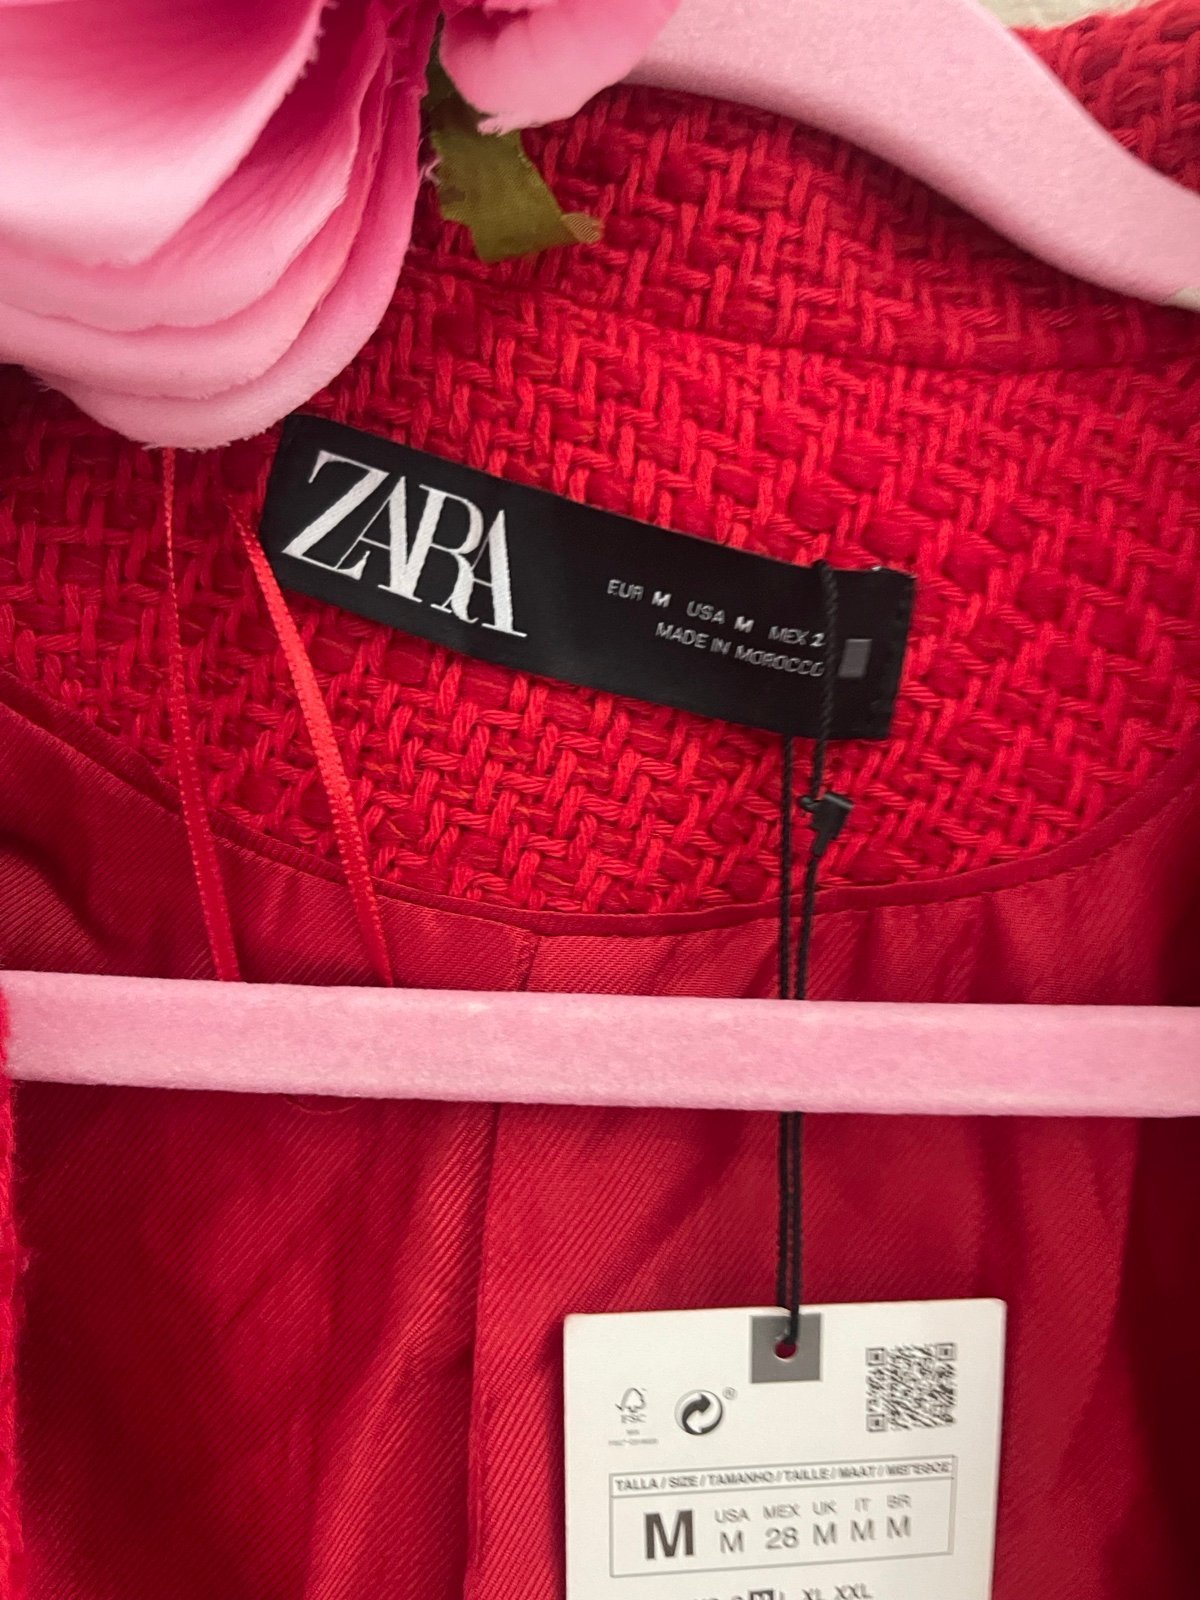 ZARA
EUR M USA M MEX 2
MADE IN MOROCCO
FSC
TALLA / SIZE / TAMANHO / TAILLE / MAAT /
M
USA MEX UK IT BR
M 28 M M M
M L XL XXL